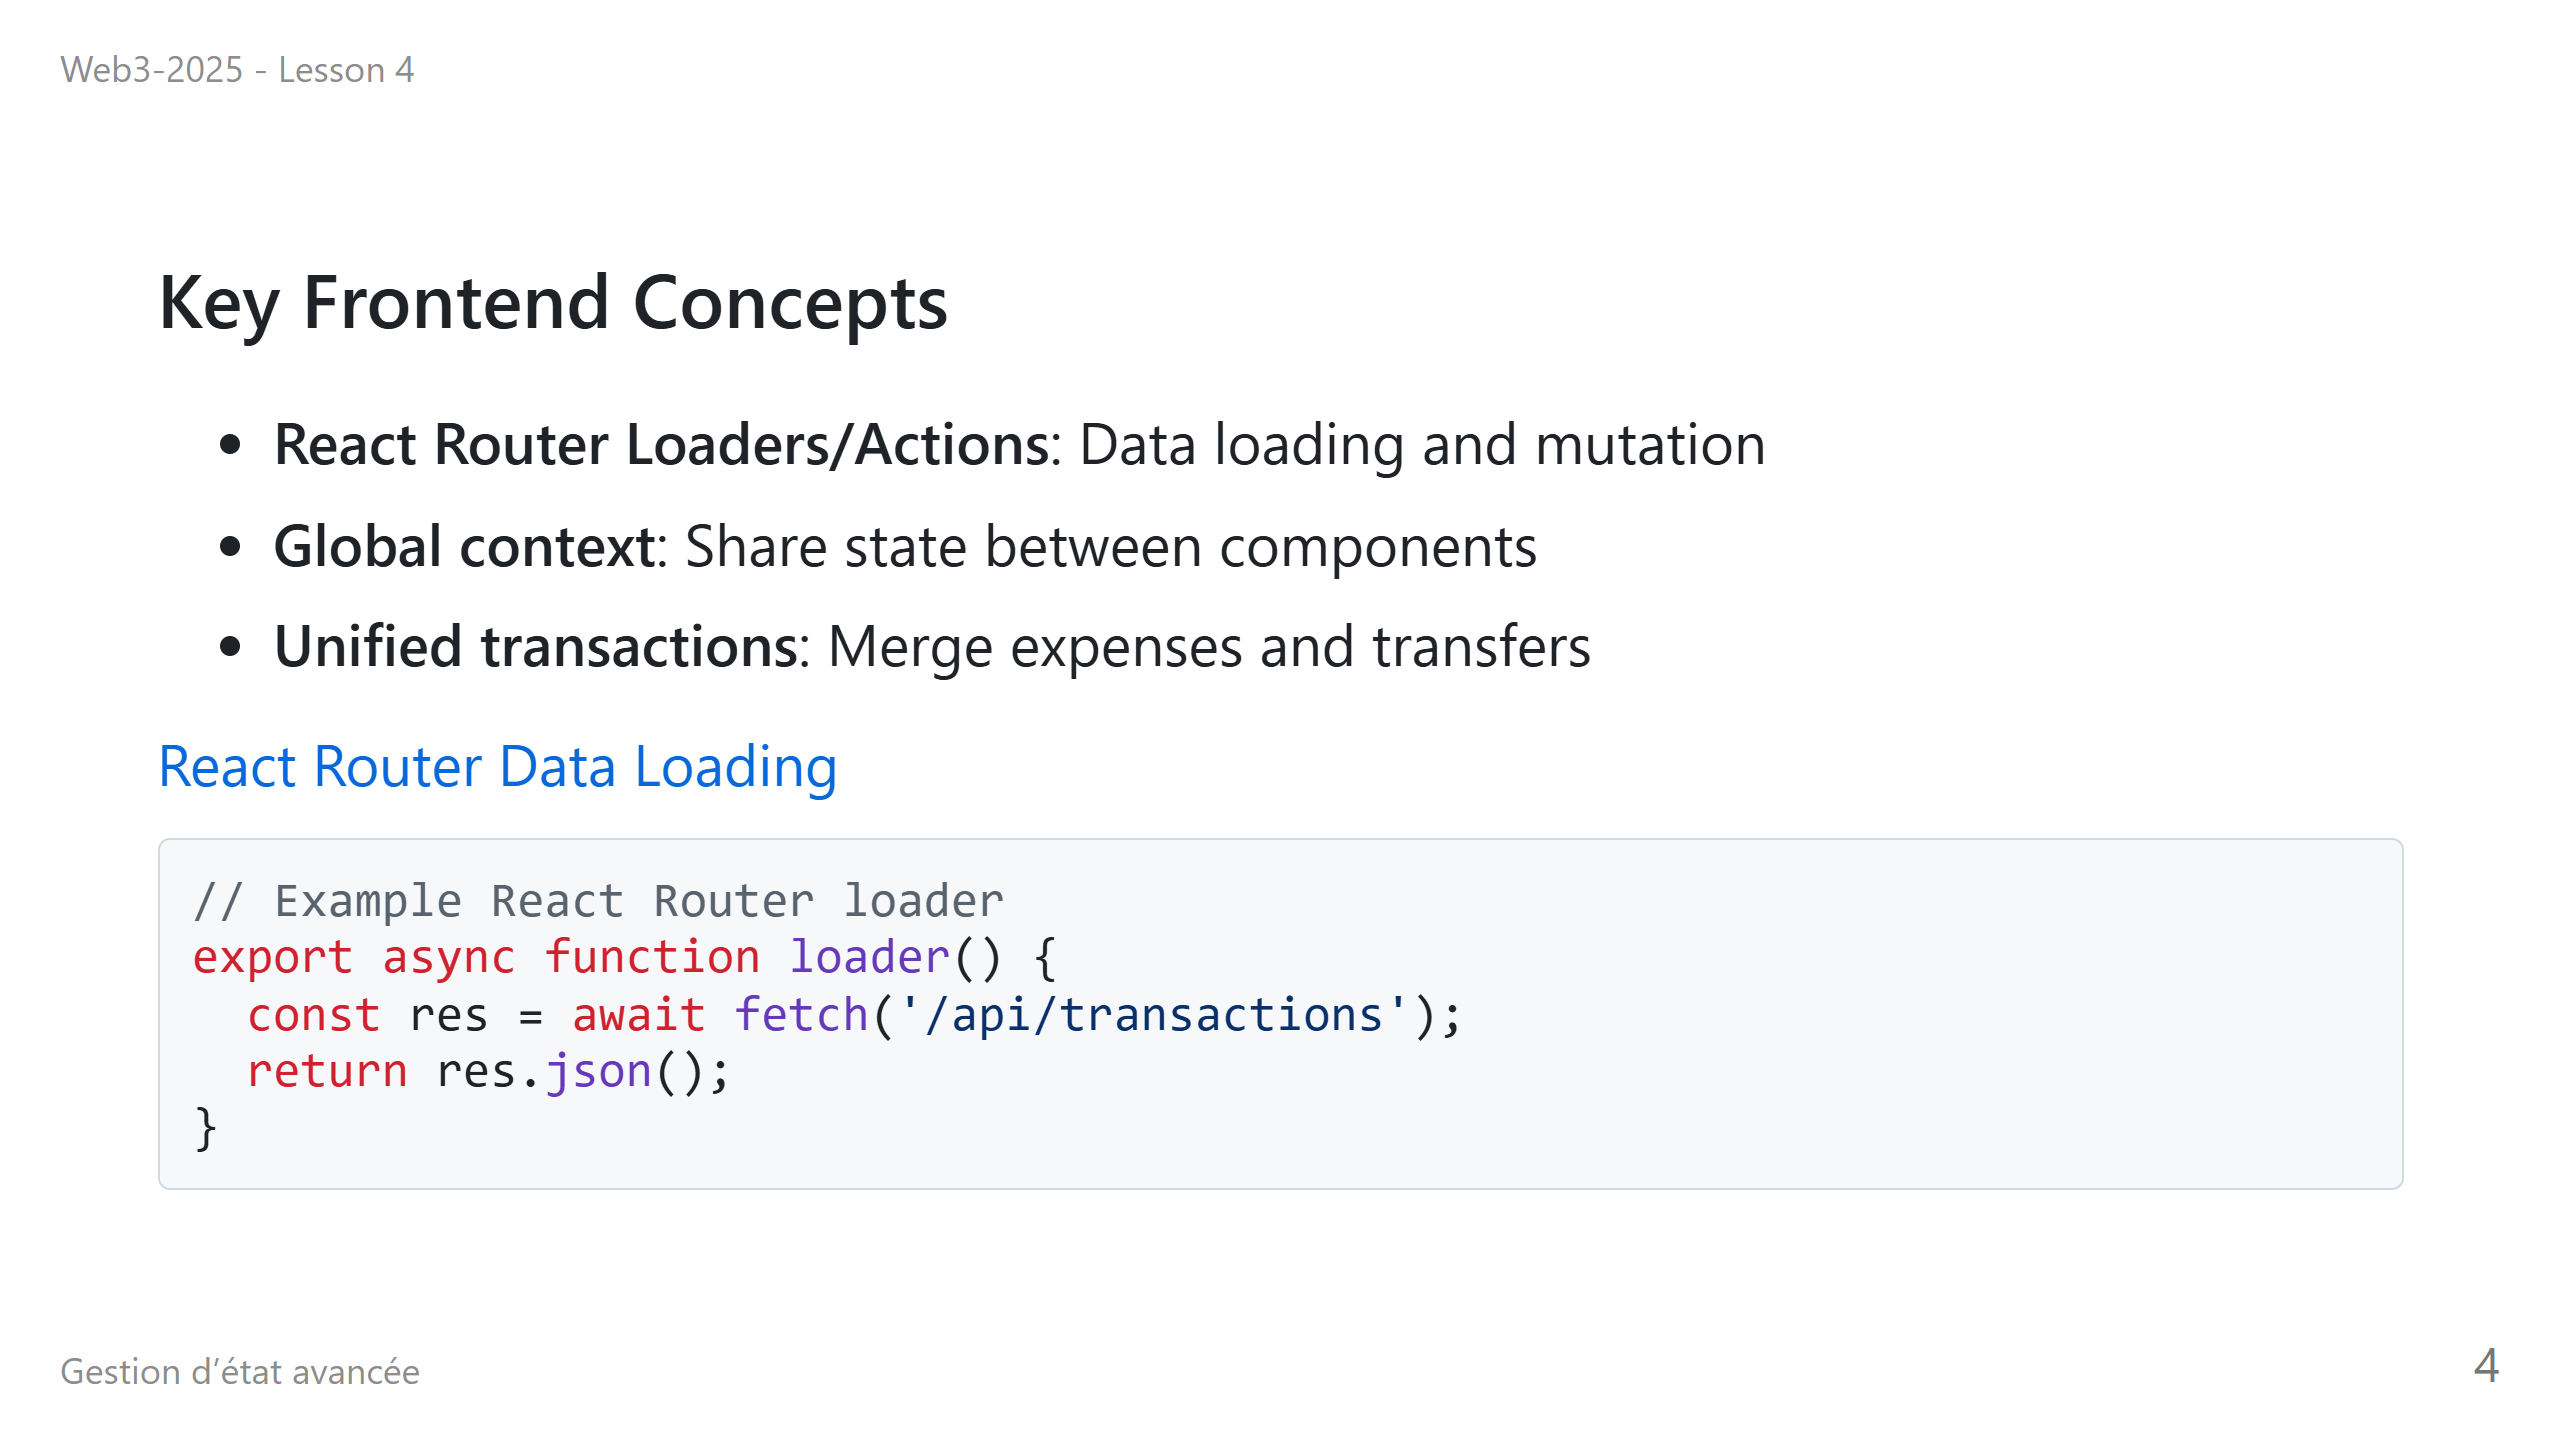 Web3-2025 - Lesson 4
Key Frontend Concepts
• React Router Loaders/Actions: Data loading and mutation
• Global context: Share state between components
• Unified transactions: Merge expenses and transfers
React Router Data Loading
// Example React Router loader
export async function loader() {
  const res = await fetch('/api/transactions');
  return res.json();
}
Gestion d’état avancée
4